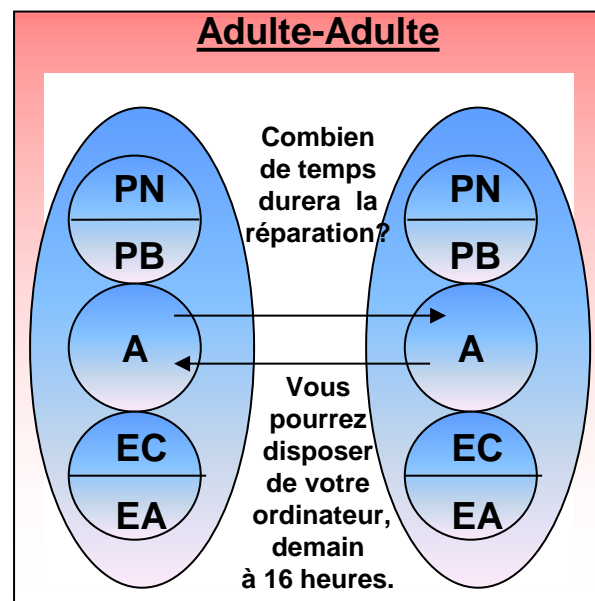 Adulte-Adulte
Combien
de temps
durera la
réparation?
PN
PB
A
EC
EA
PN
PB
A
EC
EA
Vous
pourrez
disposer
de votre
ordinateur,
demain
à 16 heures.